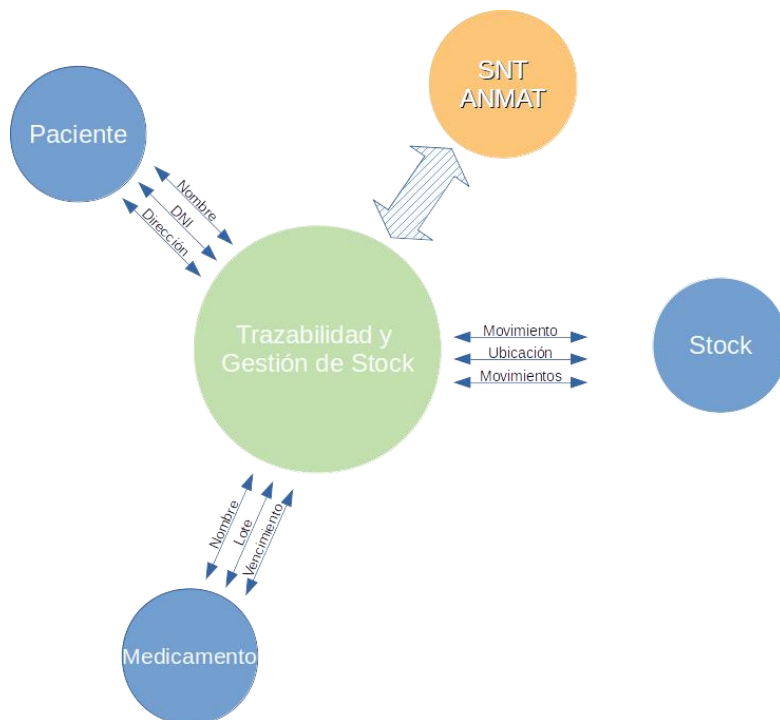 SNT
ANMAT
Paciente
Nombre
DNI
Dirección
Trazabilidad y
Gestión de Stock
Movimiento
Ubicación
Movimientos
Stock
Nombre
Lote
Vencimiento
Medicamento